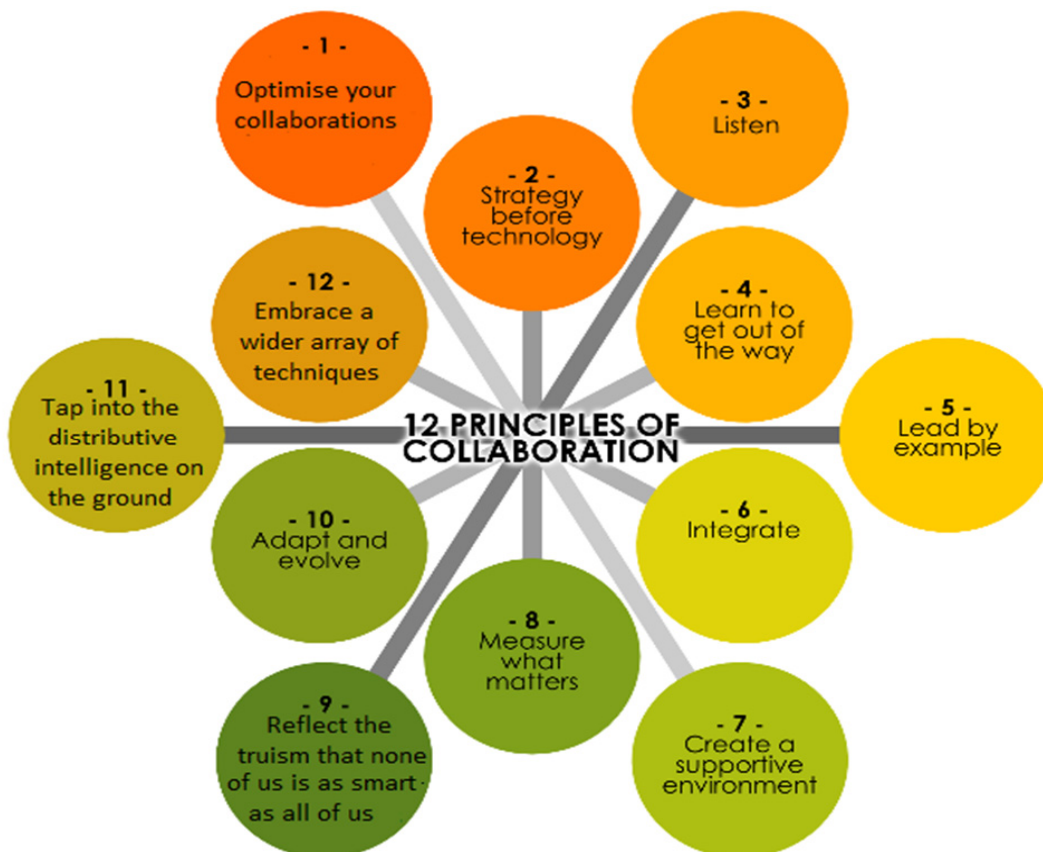 - 1 -
Optimise your
collaborations
- 2 -
Strategy
before
technology
- 3 -
Listen
- 4 -
Learn to
get out of
the way
- 5 -
Lead by
example
- 6 -
Integrate
- 7 -
Create a
supportive
environment
- 8 -
Measure
what
matters
- 9 -
Reflect the
truism that none
of us is as smart
as all of us
- 10 -
Adapt and
evolve
- 11 -
Tap into the
distributive
intelligence on
the ground
- 12 -
Embrace a
wider array of
techniques
12 PRINCIPLES OF
COLLABORATION